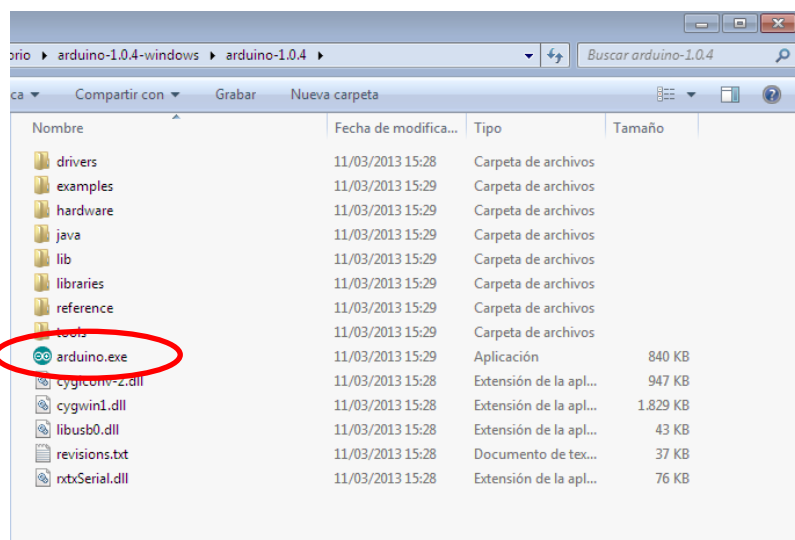 orio ▸ arduino-1.0.4-windows ▸ arduino-1.0.4 ▸ Buscar arduino-1.0.4
ca Compartir con Grabar Nueva carpeta
Nombre Fecha de modifica... Tipo Tamaño
drivers 11/03/2013 15:28 Carpeta de archivos
examples 11/03/2013 15:29 Carpeta de archivos
hardware 11/03/2013 15:29 Carpeta de archivos
java 11/03/2013 15:29 Carpeta de archivos
lib 11/03/2013 15:29 Carpeta de archivos
libraries 11/03/2013 15:29 Carpeta de archivos
reference 11/03/2013 15:29 Carpeta de archivos
tools 11/03/2013 15:29 Carpeta de archivos
arduino.exe 11/03/2013 15:29 Aplicación 840 KB
cygiconv-2.dll 11/03/2013 15:28 Extensión de la apl... 947 KB
cygwin1.dll 11/03/2013 15:28 Extensión de la apl... 1.829 KB
libusb0.dll 11/03/2013 15:28 Extensión de la apl... 43 KB
revisions.txt 11/03/2013 15:28 Documento de tex... 37 KB
rxtxSerial.dll 11/03/2013 15:28 Extensión de la apl... 76 KB